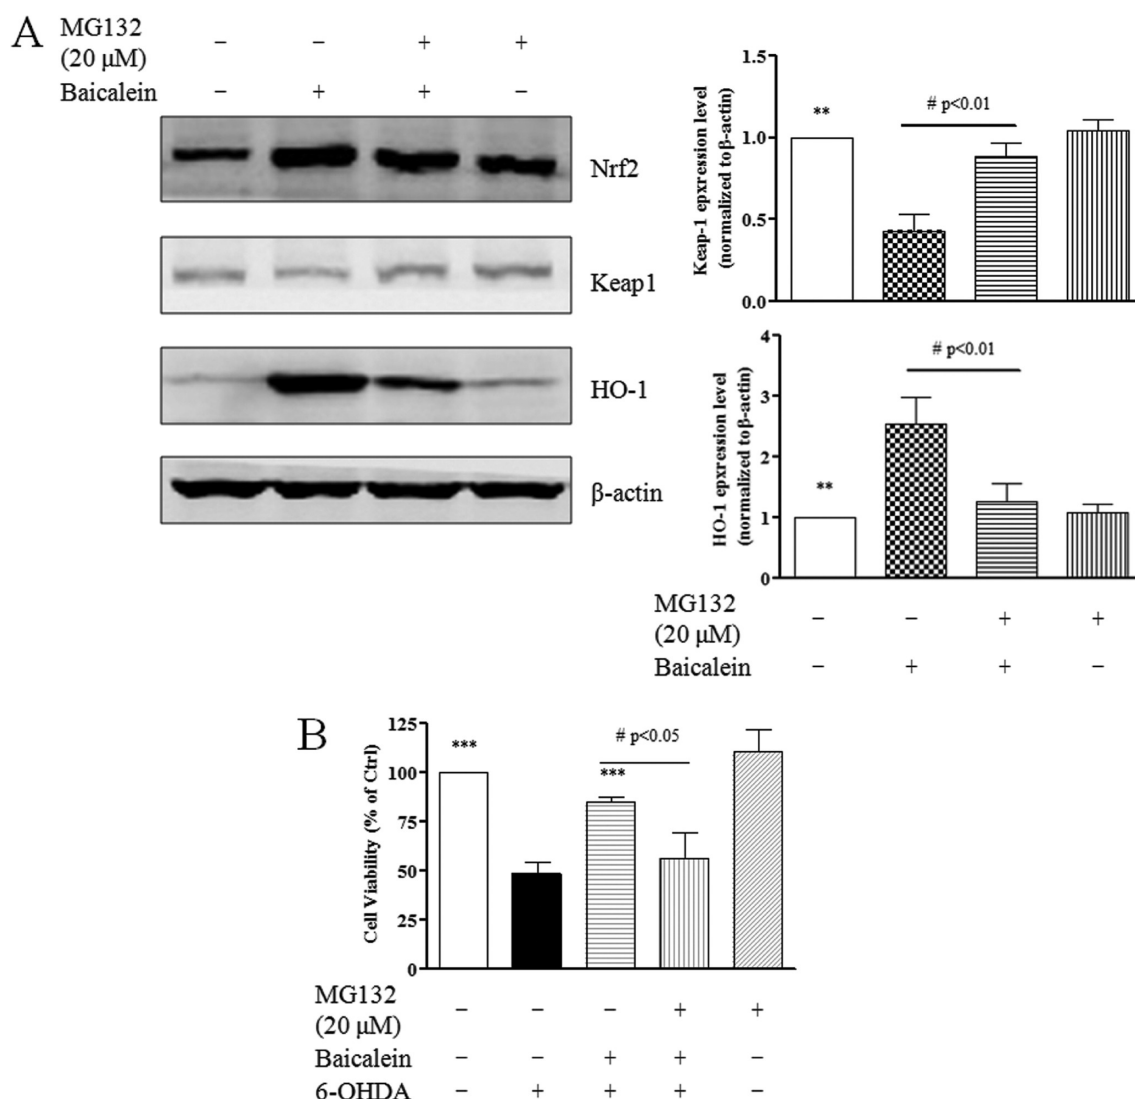 A
MG132 − − + +
(20 μM)
Baicalein − + + −
Nrf2
Keap1
HO-1
β-actin
Keap-1 epxression level
(normalized to β-actin)
1.5
1.0
0.5
0.0
**
# p<0.01
HO-1 epxression level
(normalized to β-actin)
4
3
2
1
0
**
# p<0.01
MG132 − − + +
(20 μM)
Baicalein − + + −
B
Cell Viability (% of Ctrl)
125
100
75
50
25
0
***
# p<0.05
***
MG132 − − − + +
(20 μM)
Baicalein − − + + −
6-OHDA − + + + −